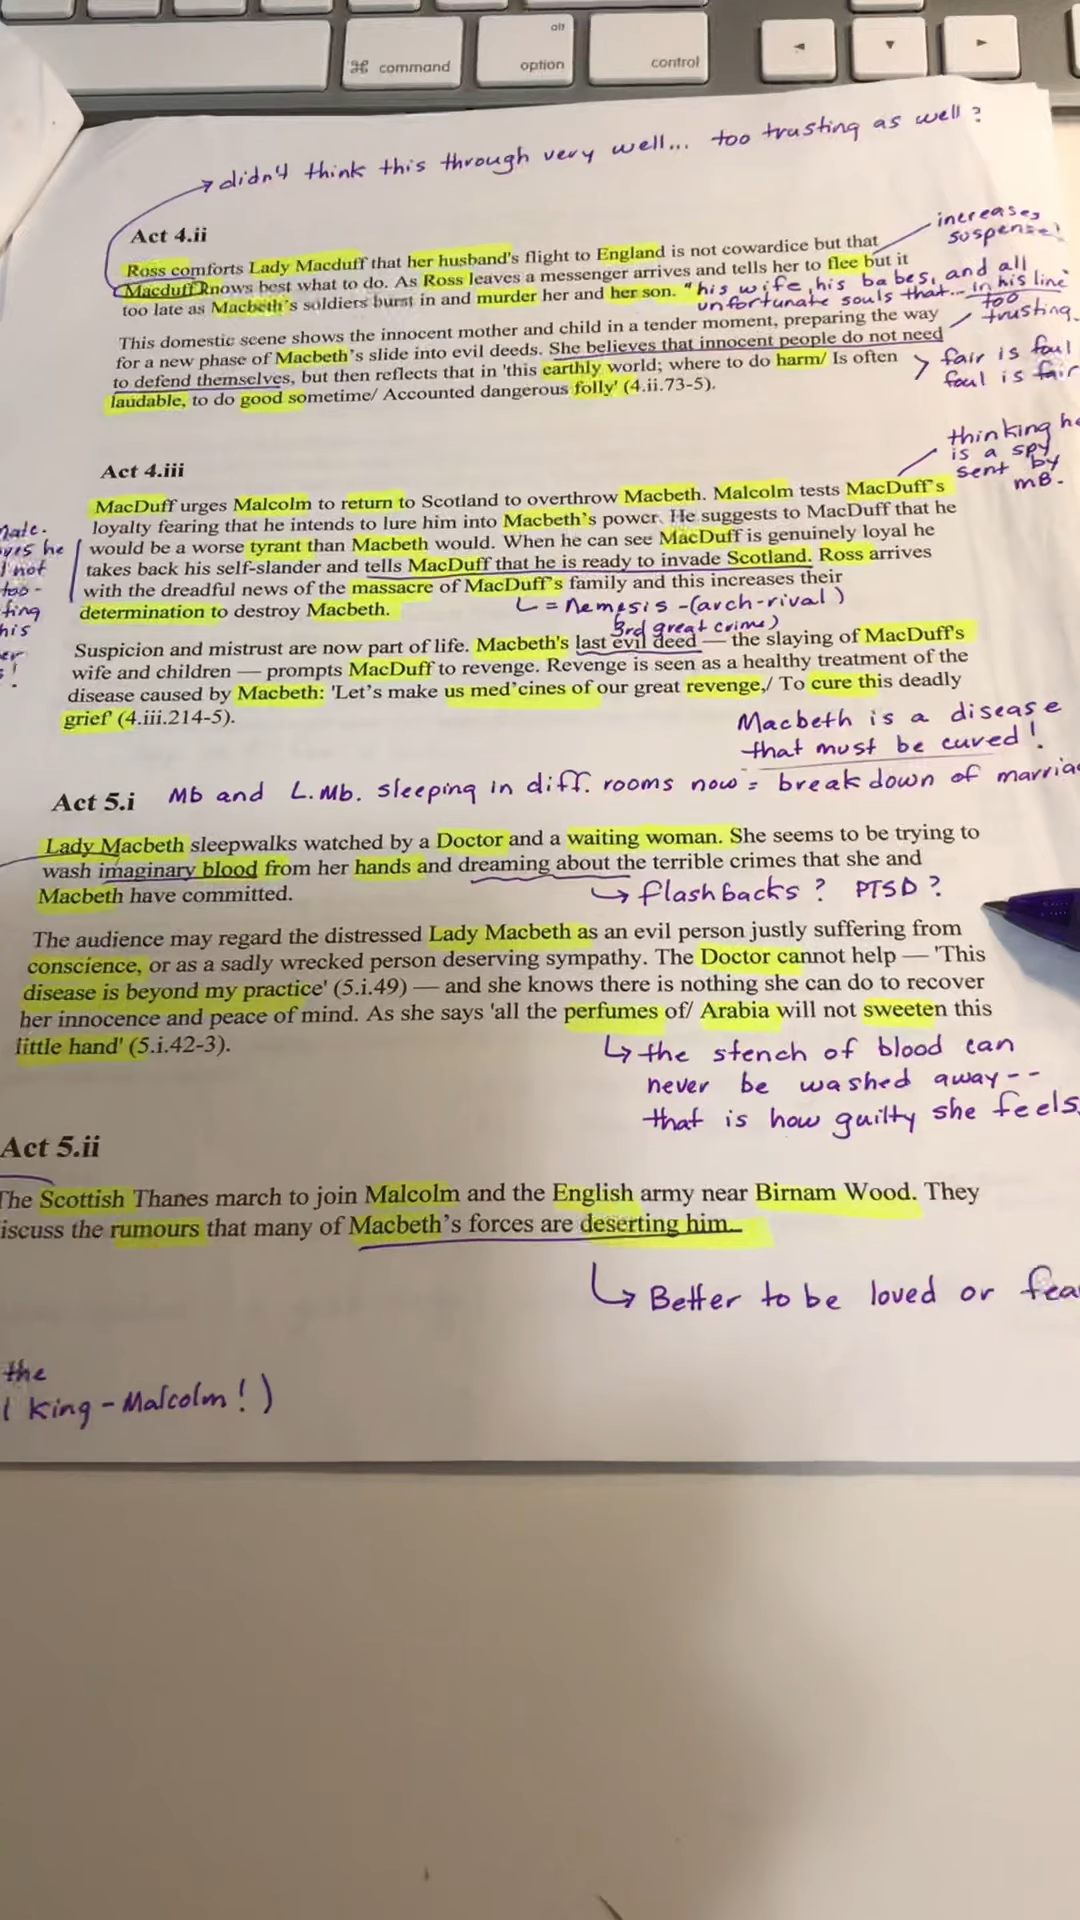 alt
⌘ command
option
control
◄
▼
►
didn't think this through very well... too trusting as well?
Act 4.ii
increases
suspense!
Ross comforts Lady Macduff that her husband's flight to England is not cowardice but that
Macduff knows best what to do. As Ross leaves a messenger arrives and tells her to flee but it
too late as Macbeth's soldiers burst in and murder her and her son. "his wife, his babes, and all
unfortunate souls that... in his line
too
trusting.
This domestic scene shows the innocent mother and child in a tender moment, preparing the way
for a new phase of Macbeth's slide into evil deeds. She believes that innocent people do not need
to defend themselves, but then reflects that in 'this earthly world; where to do harm/ Is often
laudable, to do good sometime/ Accounted dangerous folly' (4.ii.73-5).
fair is foul
foul is fair
Act 4.iii
thinking he
is a spy
sent by
mB.
MacDuff urges Malcolm to return to Scotland to overthrow Macbeth. Malcolm tests MacDuff's
loyalty fearing that he intends to lure him into Macbeth's power. He suggests to MacDuff that he
would be a worse tyrant than Macbeth would. When he can see MacDuff is genuinely loyal he
takes back his self-slander and tells MacDuff that he is ready to invade Scotland. Ross arrives
with the dreadful news of the massacre of MacDuff's family and this increases their
determination to destroy Macbeth.
he
not
too-
ting
his
er
!
= nemesis - (arch-rival)
3rd great crime)
Suspicion and mistrust are now part of life. Macbeth's last evil deed — the slaying of MacDuff's
wife and children — prompts MacDuff to revenge. Revenge is seen as a healthy treatment of the
disease caused by Macbeth: 'Let's make us med'cines of our great revenge,/ To cure this deadly
grief' (4.iii.214-5).
Macbeth is a disease
that must be cured!
Act 5.i
Mb and L.Mb. sleeping in diff. rooms now = break down of marria
Lady Macbeth sleepwalks watched by a Doctor and a waiting woman. She seems to be trying to
wash imaginary blood from her hands and dreaming about the terrible crimes that she and
Macbeth have committed.
flashbacks? PTSD?
The audience may regard the distressed Lady Macbeth as an evil person justly suffering from
conscience, or as a sadly wrecked person deserving sympathy. The Doctor cannot help — 'This
disease is beyond my practice' (5.i.49) — and she knows there is nothing she can do to recover
her innocence and peace of mind. As she says 'all the perfumes of/ Arabia will not sweeten this
little hand' (5.i.42-3).
the stench of blood can
never be washed away--
that is how guilty she feels.
Act 5.ii
The Scottish Thanes march to join Malcolm and the English army near Birnam Wood. They
iscuss the rumours that many of Macbeth's forces are deserting him.
Better to be loved or fea
the
( king - Malcolm!)